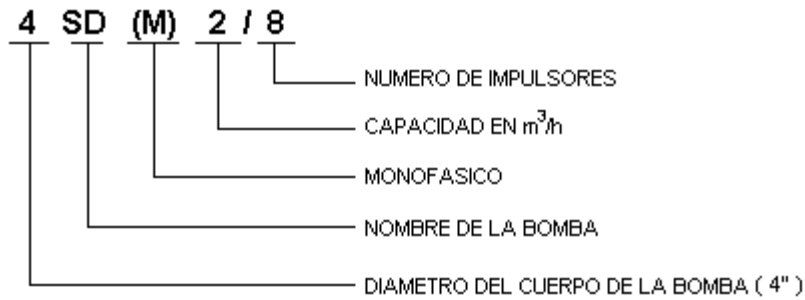 4 SD (M) 2 / 8
NUMERO DE IMPULSORES
CAPACIDAD EN m³/h
MONOFASICO
NOMBRE DE LA BOMBA
DIAMETRO DEL CUERPO DE LA BOMBA ( 4" )